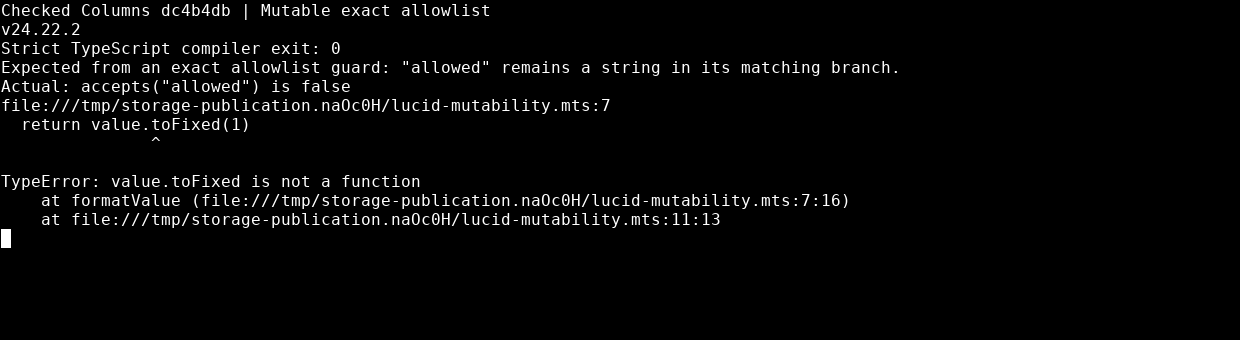 Checked Columns dc4b4db | Mutable exact allowlist
v24.22.2
Strict TypeScript compiler exit: 0
Expected from an exact allowlist guard: "allowed" remains a string in its matching branch.
Actual: accepts("allowed") is false
file:///tmp/storage-publication.naOc0H/lucid-mutability.mts:7
  return value.toFixed(1)
               ^
TypeError: value.toFixed is not a function
    at formatValue (file:///tmp/storage-publication.naOc0H/lucid-mutability.mts:7:16)
    at file:///tmp/storage-publication.naOc0H/lucid-mutability.mts:11:13